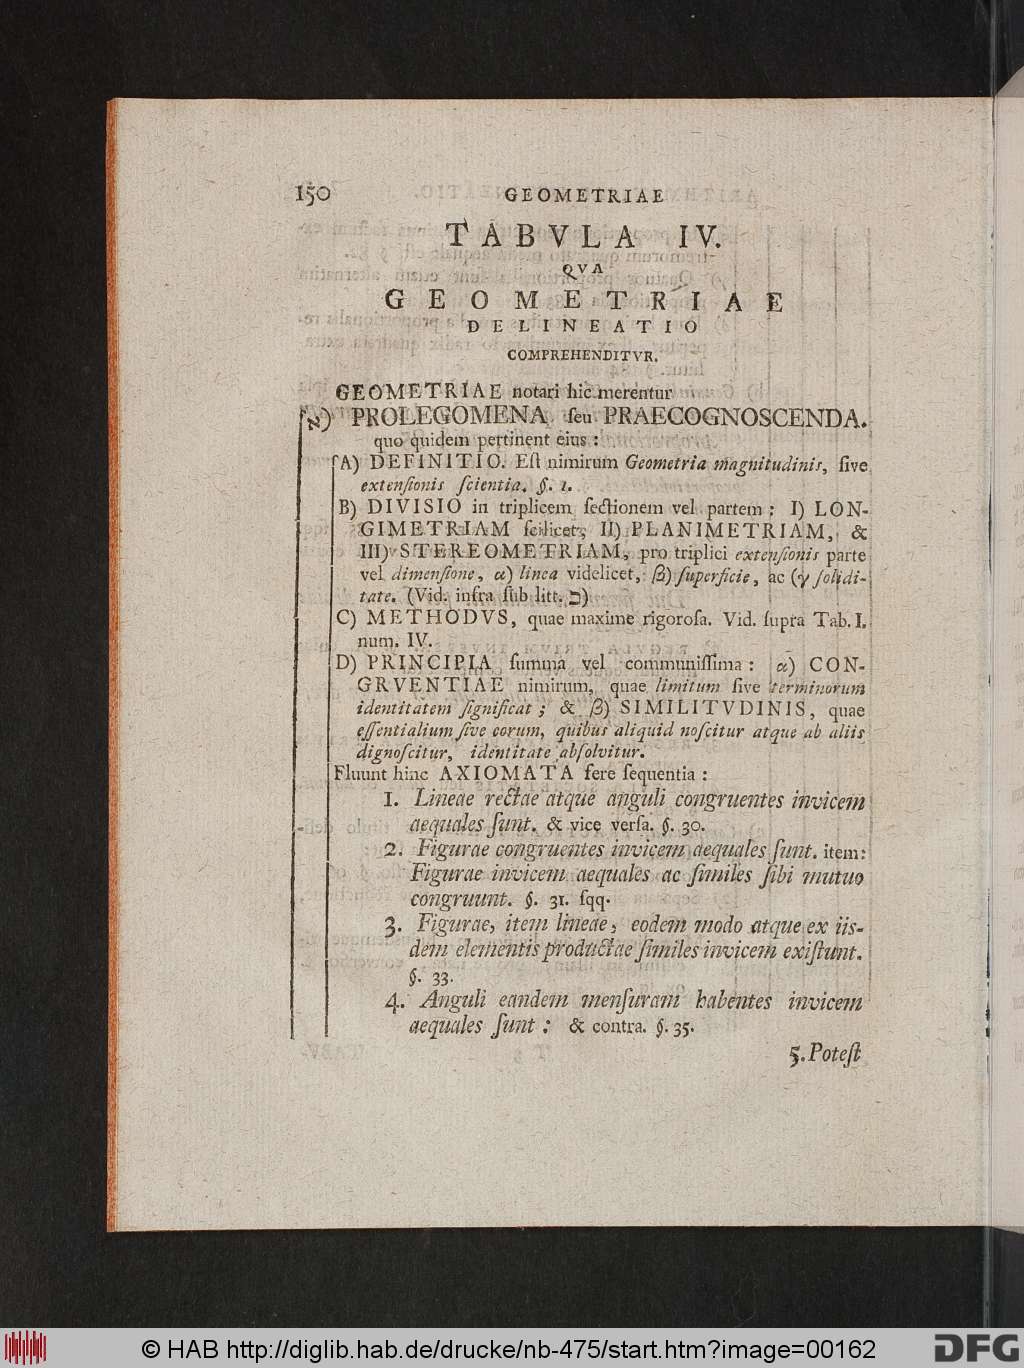 150 GEOMETRIAE
TABVLA IV.
QVA
GEOMETRIAE
DELINEATIO
COMPREHENDITVR.
GEOMETRIAE notari hic merentur
א) PROLEGOMENA ſeu PRAECOGNOSCENDA.
quo quidem pertinent eius :
A) DEFINITIO. Eſt nimirum Geometria magnitudinis, ſive
extenſionis ſcientia. §. 1.
B) DIVISIO in triplicem ſectionem vel partem : I) LON-
GIMETRIAM ſcilicet, II) PLANIMETRIAM, &
III) STEREOMETRIAM, pro triplici extenſionis parte
vel dimenſione, α) linea videlicet, β) ſuperficie, ac (γ ſolidi-
tate. (Vid. infra ſub litt. ב)
C) METHODVS, quae maxime rigoroſa. Vid. ſupra Tab. I.
num. IV.
D) PRINCIPIA ſumma vel communiſſima : α) CON-
GRVENTIAE nimirum, quae limitum ſive terminorum
identitatem ſignificat ; & β) SIMILITVDINIS, quae
eſſentialium ſive eorum, quibus aliquid noſcitur atque ab aliis
dignoſcitur, identitate abſolvitur.
Fluunt hinc AXIOMATA fere ſequentia :
1. Lineae rectae atque anguli congruentes invicem
aequales ſunt. & vice verſa. §. 30.
2. Figurae congruentes invicem aequales ſunt. item:
Figurae invicem aequales ac ſimiles ſibi mutuo
congruunt. §. 31. ſqq.
3. Figurae, item lineae, eodem modo atque ex iis-
dem elementis productae ſimiles invicem exiſtunt.
§. 33.
4. Anguli eandem menſuram habentes invicem
aequales ſunt : & contra. §. 35.
5. Poteſt
© HAB http://diglib.hab.de/drucke/nb-475/start.htm?image=00162
DFG